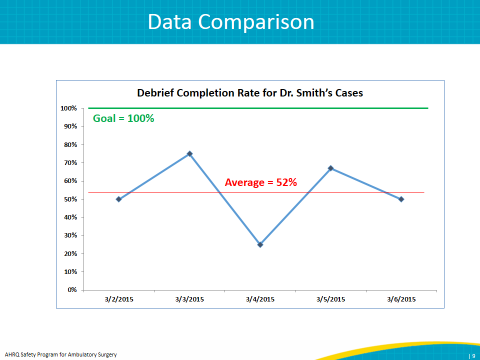 Data Comparison
Debrief Completion Rate for Dr. Smith's Cases
100%
Goal = 100%
90%
80%
70%
60%
Average = 52%
50%
40%
30%
20%
10%
0%
3/2/2015 3/3/2015 3/4/2015 3/5/2015 3/6/2015
AHRQ Safety Program for Ambulatory Surgery